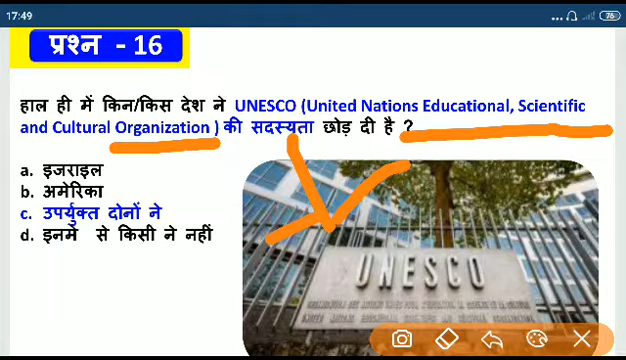 17:49
76
प्रश्न - 16
हाल ही में किन/किस देश ने UNESCO (United Nations Educational, Scientific
and Cultural Organization ) की सदस्यता छोड़ दी है ?
a. इजराइल
b. अमेरिका
c. उपर्युक्त दोनों ने
d. इनमें से किसी ने नहीं
UNESCO